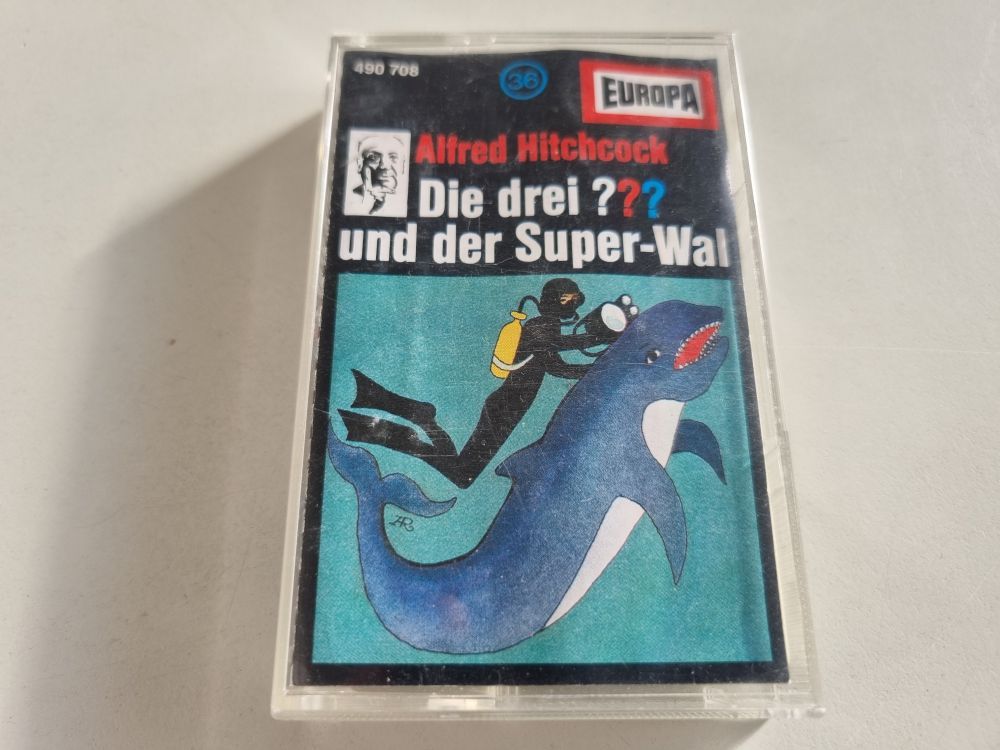 490 708
36
EUROPA
Alfred Hitchcock
Die drei ???
und der Super-Wal